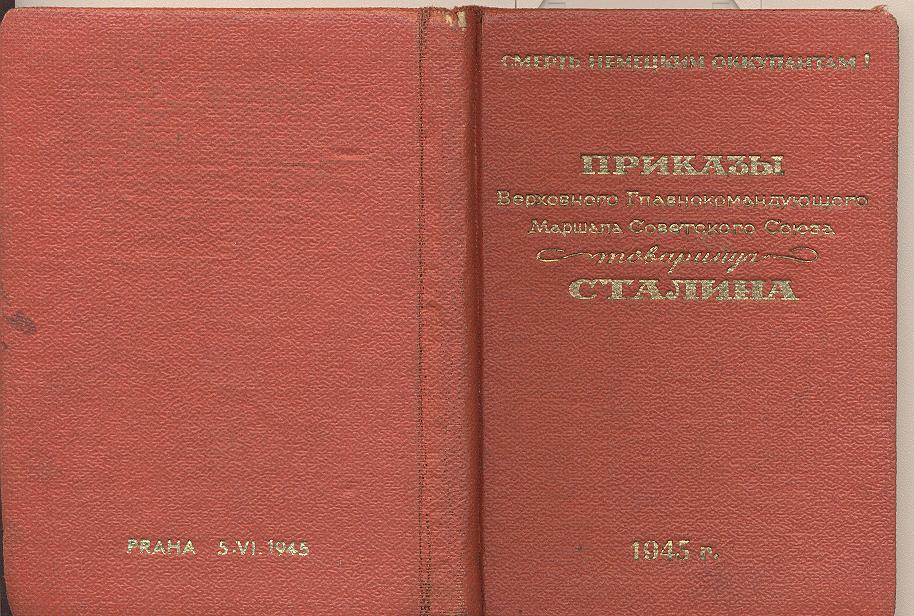 СМЕРТЬ НЕМЕЦКИМ ОККУПАНТАМ!
ПРИКАЗЫ
Верховного Главнокомандующего
Маршала Советского Союза
товарища
СТАЛИНА
1945 г.
PRAHA 5.VI.1945